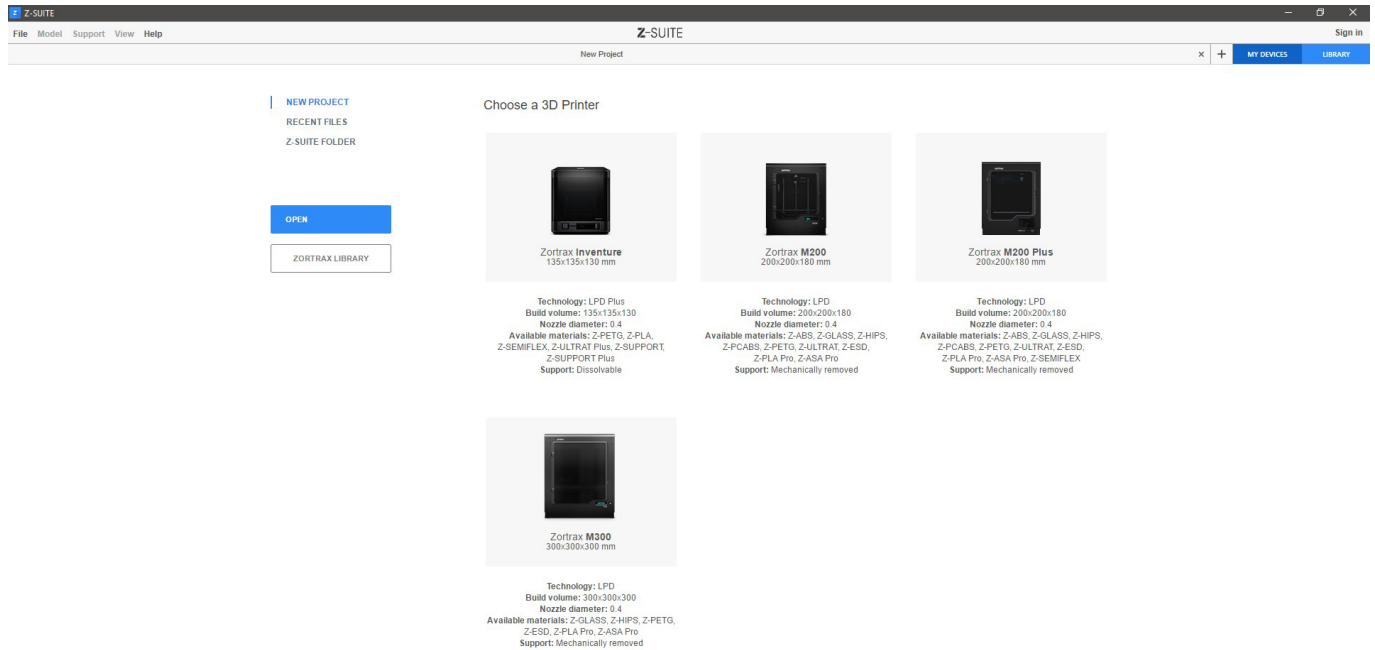 Z-SUITE
File Model Support View Help
Z-SUITE
Sign in
New Project
MY DEVICES
LIBRARY
NEW PROJECT
RECENT FILES
Z-SUITE FOLDER
OPEN
ZORTRAX LIBRARY
Choose a 3D Printer
Zortrax Inventure
135x135x130 mm
Technology: LPD Plus
Build volume: 135x135x130
Nozzle diameter: 0.4
Available materials: Z-PETG, Z-PLA,
Z-SEMIFLEX, Z-ULTRAT Plus, Z-SUPPORT,
Z-SUPPORT Plus
Support: Dissolvable
Zortrax M200
200x200x180 mm
Technology: LPD
Build volume: 200x200x180
Nozzle diameter: 0.4
Available materials: Z-ABS, Z-GLASS, Z-HIPS,
Z-PCABS, Z-PETG, Z-ULTRAT, Z-ESD,
Z-PLA Pro, Z-ASA Pro
Support: Mechanically removed
Zortrax M200 Plus
200x200x180 mm
Technology: LPD
Build volume: 200x200x180
Nozzle diameter: 0.4
Available materials: Z-ABS, Z-GLASS, Z-HIPS,
Z-PCABS, Z-PETG, Z-ULTRAT, Z-ESD,
Z-PLA Pro, Z-ASA Pro, Z-SEMIFLEX
Support: Mechanically removed
Zortrax M300
300x300x300 mm
Technology: LPD
Build volume: 300x300x300
Nozzle diameter: 0.4
Available materials: Z-GLASS, Z-HIPS, Z-PETG,
Z-ESD, Z-PLA Pro, Z-ASA Pro
Support: Mechanically removed